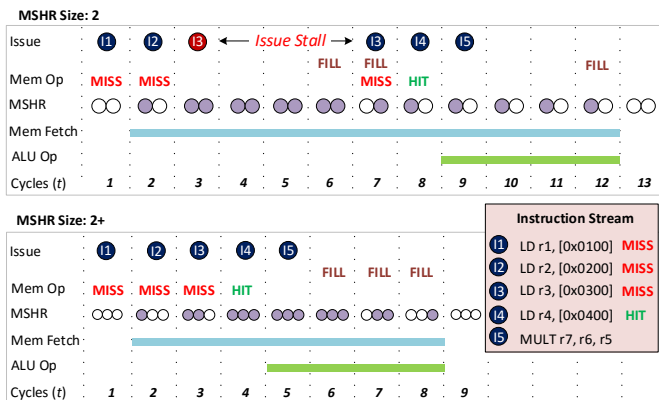 MSHR Size: 2
Issue I1 I2 I3 Issue Stall I3 I4 I5
FILL FILL FILL
Mem Op MISS MISS MISS HIT
MSHR
Mem Fetch
ALU Op
Cycles (t) 1 2 3 4 5 6 7 8 9 10 11 12 13
MSHR Size: 2+
Issue I1 I2 I3 I4 I5
FILL FILL FILL
Mem Op MISS MISS MISS HIT
MSHR
Mem Fetch
ALU Op
Cycles (t) 1 2 3 4 5 6 7 8 9
Instruction Stream
I1 LD r1, [0x0100] MISS
I2 LD r2, [0x0200] MISS
I3 LD r3, [0x0300] MISS
I4 LD r4, [0x0400] HIT
I5 MULT r7, r6, r5